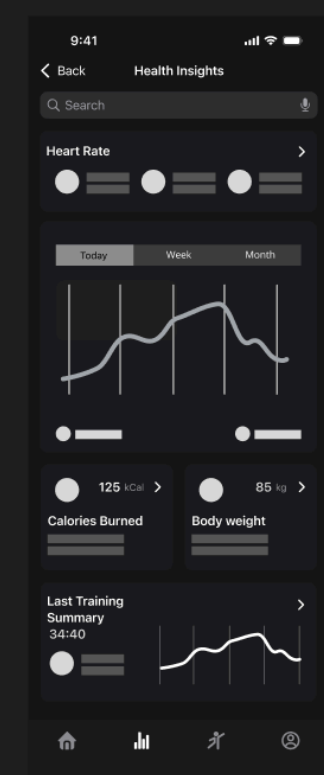 9:41
Back
Health Insights
Search
Heart Rate
Today
Week
Month
125 kCal
85 kg
Calories Burned
Body weight
Last Training
Summary
34:40